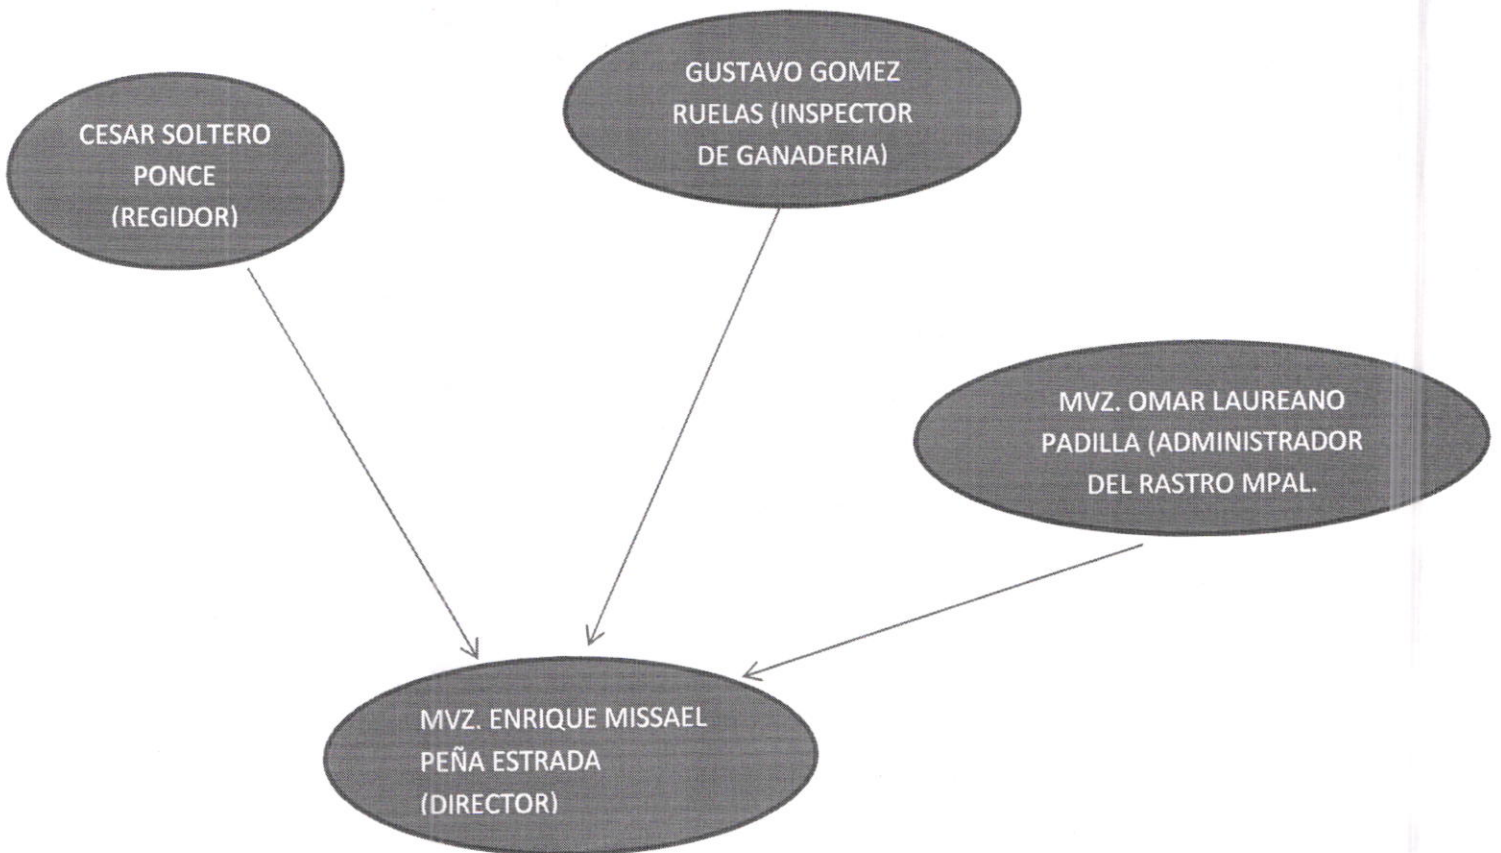 CESAR SOLTERO
PONCE
(REGIDOR)
GUSTAVO GOMEZ
RUELAS (INSPECTOR
DE GANADERIA)
MVZ. OMAR LAUREANO
PADILLA (ADMINISTRADOR
DEL RASTRO MPAL.
MVZ. ENRIQUE MISSAEL
PEÑA ESTRADA
(DIRECTOR)